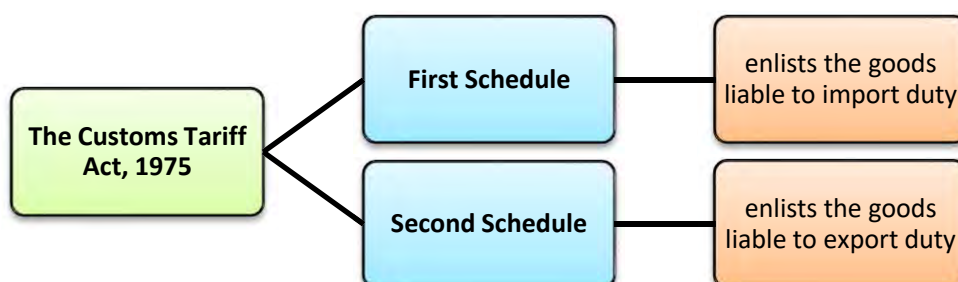 The Customs Tariff
Act, 1975
First Schedule
enlists the goods
liable to import duty
Second Schedule
enlists the goods
liable to export duty